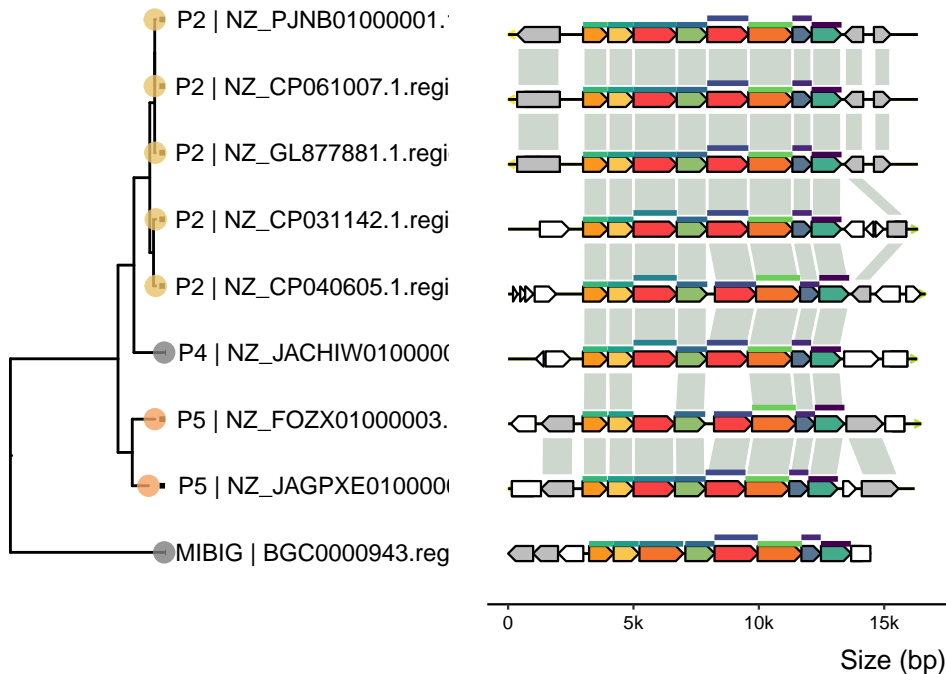 P2 | NZ_PJNB01000001.1
P2 | NZ_CP061007.1.regi
P2 | NZ_GL877881.1.regi
P2 | NZ_CP031142.1.regi
P2 | NZ_CP040605.1.regi
P4 | NZ_JACHIW0100000
P5 | NZ_FOZX01000003.
P5 | NZ_JAGPXE0100000
MIBIG | BGC0000943.reg
0 5k 10k 15k
Size (bp)